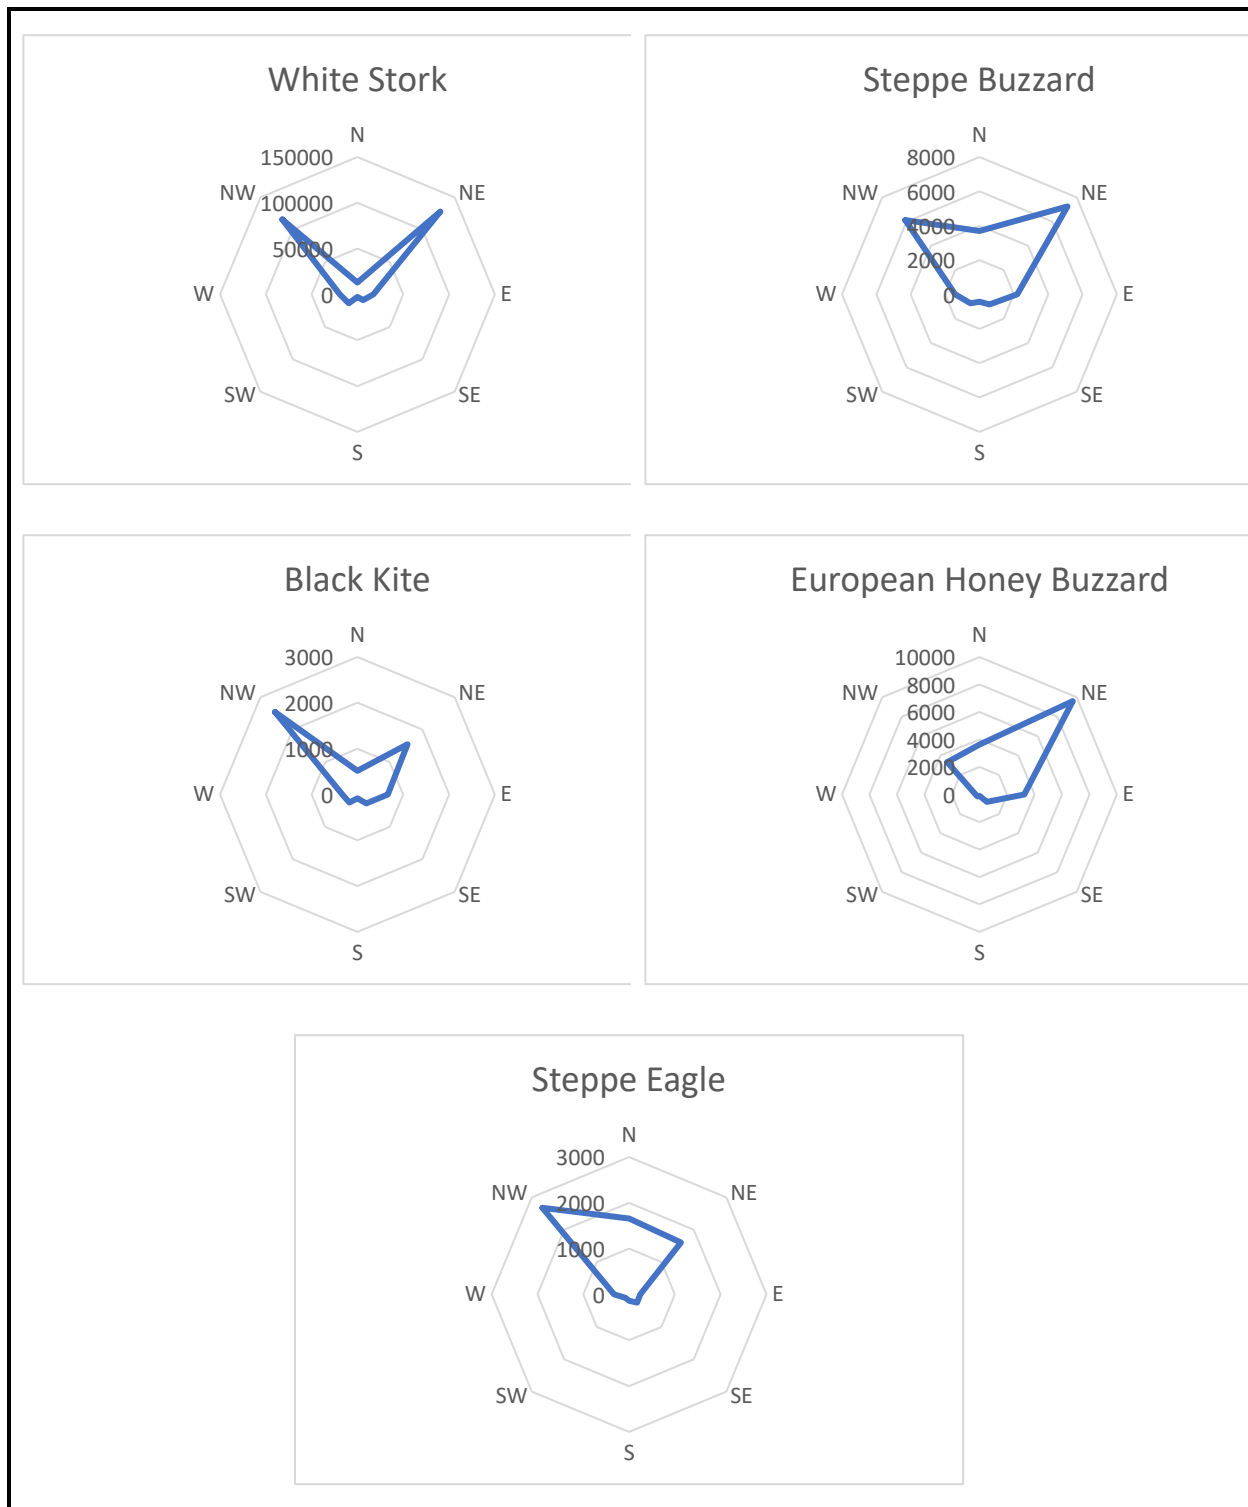 White Stork
N
150000
NW
NE
100000
50000
W
0
E
SW
SE
S
Steppe Buzzard
N
8000
NW
NE
6000
4000
2000
W
0
E
SW
SE
S
Black Kite
N
3000
NW
NE
2000
1000
W
0
E
SW
SE
S
European Honey Buzzard
N
10000
NW
NE
8000
6000
4000
2000
W
0
E
SW
SE
S
Steppe Eagle
N
3000
NW
NE
2000
1000
W
0
E
SW
SE
S